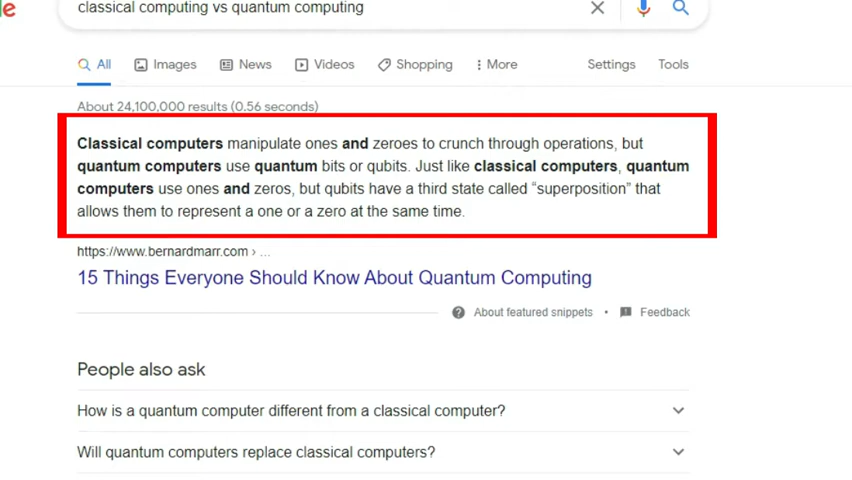 classical computing vs quantum computing
All Images News Videos Shopping More Settings Tools
About 24,100,000 results (0.56 seconds)
Classical computers manipulate ones and zeroes to crunch through operations, but
quantum computers use quantum bits or qubits. Just like classical computers, quantum
computers use ones and zeros, but qubits have a third state called “superposition” that
allows them to represent a one or a zero at the same time.
https://www.bernardmarr.com › ...
15 Things Everyone Should Know About Quantum Computing
About featured snippets • Feedback
People also ask
How is a quantum computer different from a classical computer?
Will quantum computers replace classical computers?